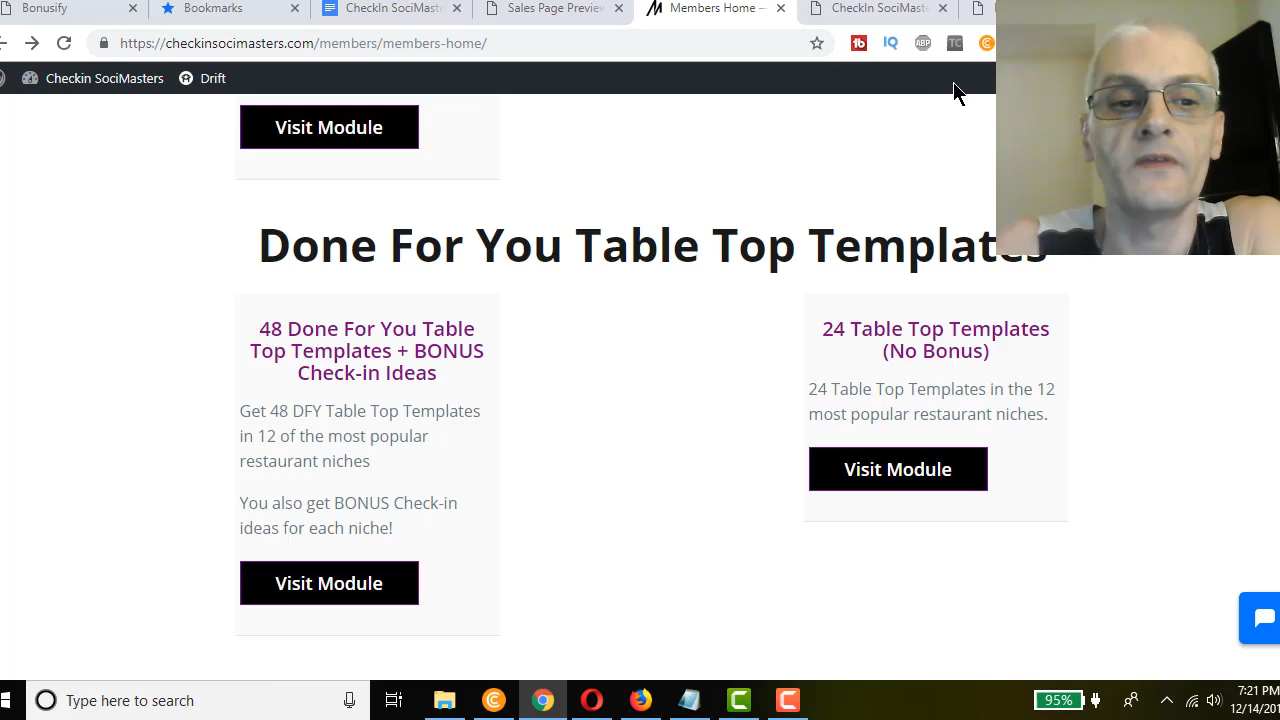 Bonusify
Bookmarks
CheckIn SociMaster
Sales Page Preview
Members Home —
CheckIn SociMaste
https://checkinsocimasters.com/members/members-home/
Checkin SociMasters
Drift
Visit Module
Done For You Table Top Templates
48 Done For You Table
Top Templates + BONUS
Check-in Ideas
Get 48 DFY Table Top Templates
in 12 of the most popular
restaurant niches
You also get BONUS Check-in
ideas for each niche!
Visit Module
24 Table Top Templates
(No Bonus)
24 Table Top Templates in the 12
most popular restaurant niches.
Visit Module
Type here to search
95%
7:21 PM
12/14/201